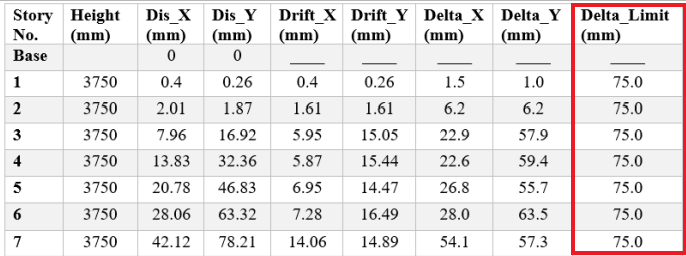 Story No. Height (mm) Dis_X (mm) Dis_Y (mm) Drift_X (mm) Drift_Y (mm) Delta_X (mm) Delta_Y (mm) Delta_Limit (mm)
Base 0 0 ____ ____ ____ ____ ____
1 3750 0.4 0.26 0.4 0.26 1.5 1.0 75.0
2 3750 2.01 1.87 1.61 1.61 6.2 6.2 75.0
3 3750 7.96 16.92 5.95 15.05 22.9 57.9 75.0
4 3750 13.83 32.36 5.87 15.44 22.6 59.4 75.0
5 3750 20.78 46.83 6.95 14.47 26.8 55.7 75.0
6 3750 28.06 63.32 7.28 16.49 28.0 63.5 75.0
7 3750 42.12 78.21 14.06 14.89 54.1 57.3 75.0